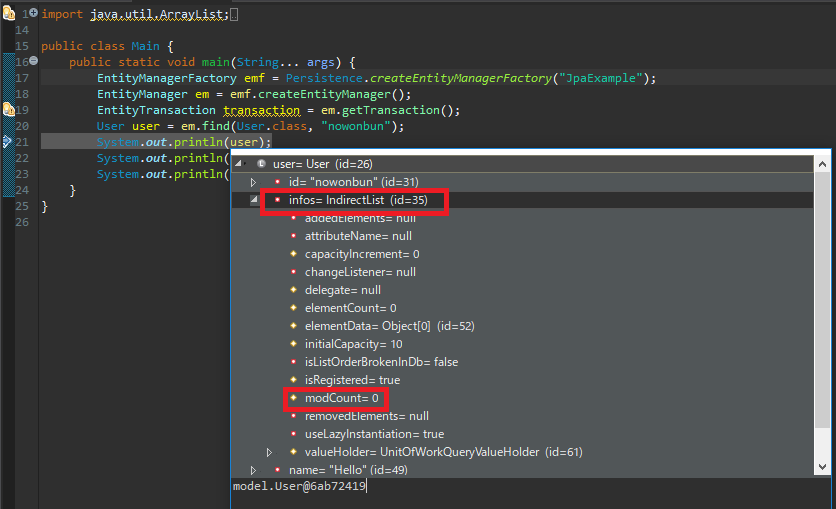 1 import java.util.ArrayList;
14
15 public class Main {
16 public static void main(String... args) {
17 EntityManagerFactory emf = Persistence.createEntityManagerFactory("JpaExample");
18 EntityManager em = emf.createEntityManager();
19 EntityTransaction transaction = em.getTransaction();
20 User user = em.find(User.class, "nowonbun");
21 System.out.println(user);
22 System.out.println(
23 System.out.println(
24 }
25 }
26
user= User (id=26)
id= "nowonbun" (id=31)
infos= IndirectList (id=35)
addedElements= null
attributeName= null
capacityIncrement= 0
changeListener= null
delegate= null
elementCount= 0
elementData= Object[0] (id=52)
initialCapacity= 10
isListOrderBrokenInDb= false
isRegistered= true
modCount= 0
removedElements= null
useLazyInstantiation= true
valueHolder= UnitOfWorkQueryValueHolder (id=61)
name= "Hello" (id=49)
model.User@6ab72419